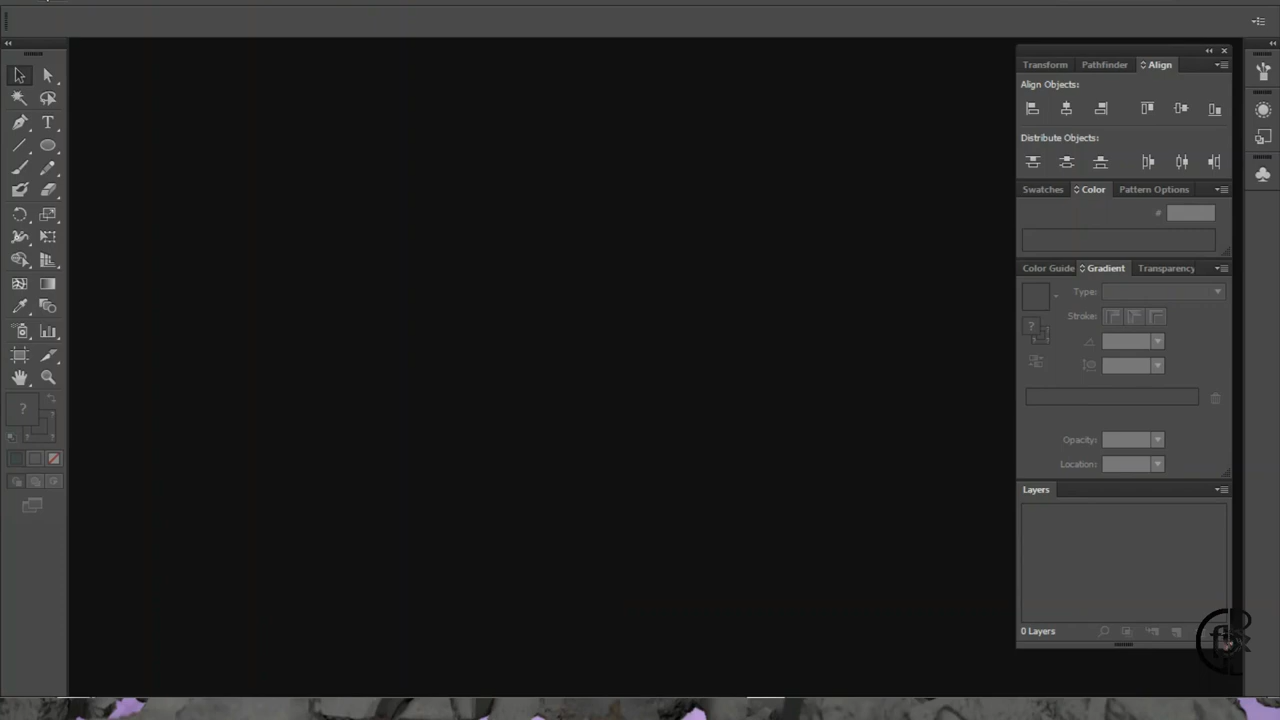 Transform Pathfinder Align
Align Objects:
Distribute Objects:
Swatches Color Pattern Options
#
Color Guide Gradient Transparency
Type:
Stroke:
?
?
Opacity:
Location:
Layers
0 Layers